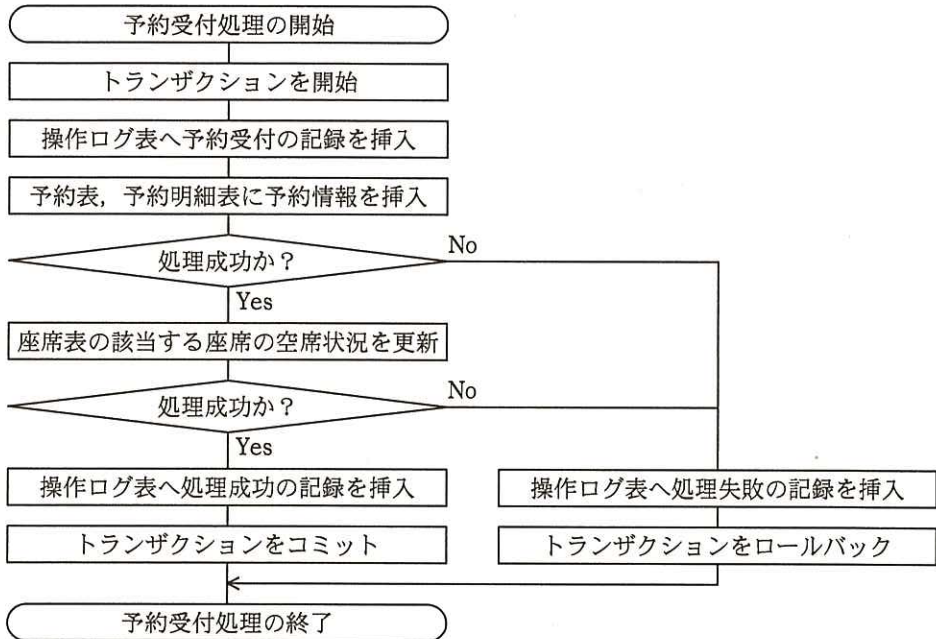 予約受付処理の開始
トランザクションを開始
操作ログ表へ予約受付の記録を挿入
予約表,予約明細表に予約情報を挿入
処理成功か?
No
Yes
座席表の該当する座席の空席状況を更新
処理成功か?
No
Yes
操作ログ表へ処理成功の記録を挿入
操作ログ表へ処理失敗の記録を挿入
トランザクションをコミット
トランザクションをロールバック
予約受付処理の終了